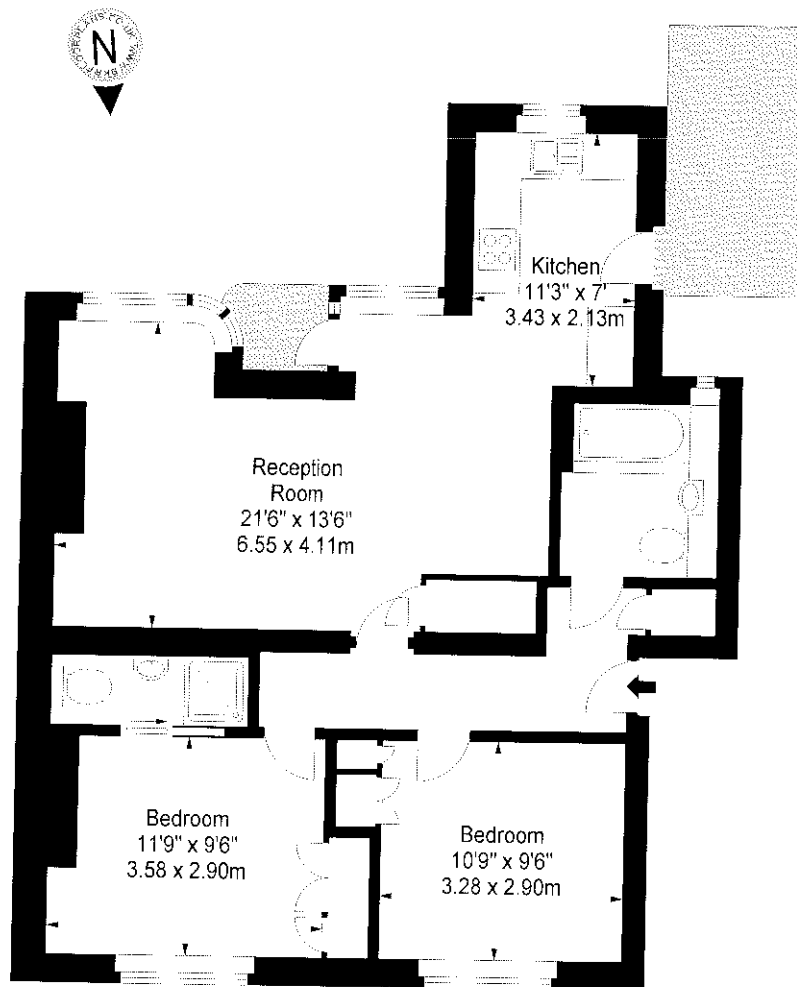 N
Kitchen
11'3" x 7'
3.43 x 2.13m
Reception
Room
21'6" x 13'6"
6.55 x 4.11m
Bedroom
11'9" x 9'6"
3.58 x 2.90m
Bedroom
10'9" x 9'6"
3.28 x 2.90m